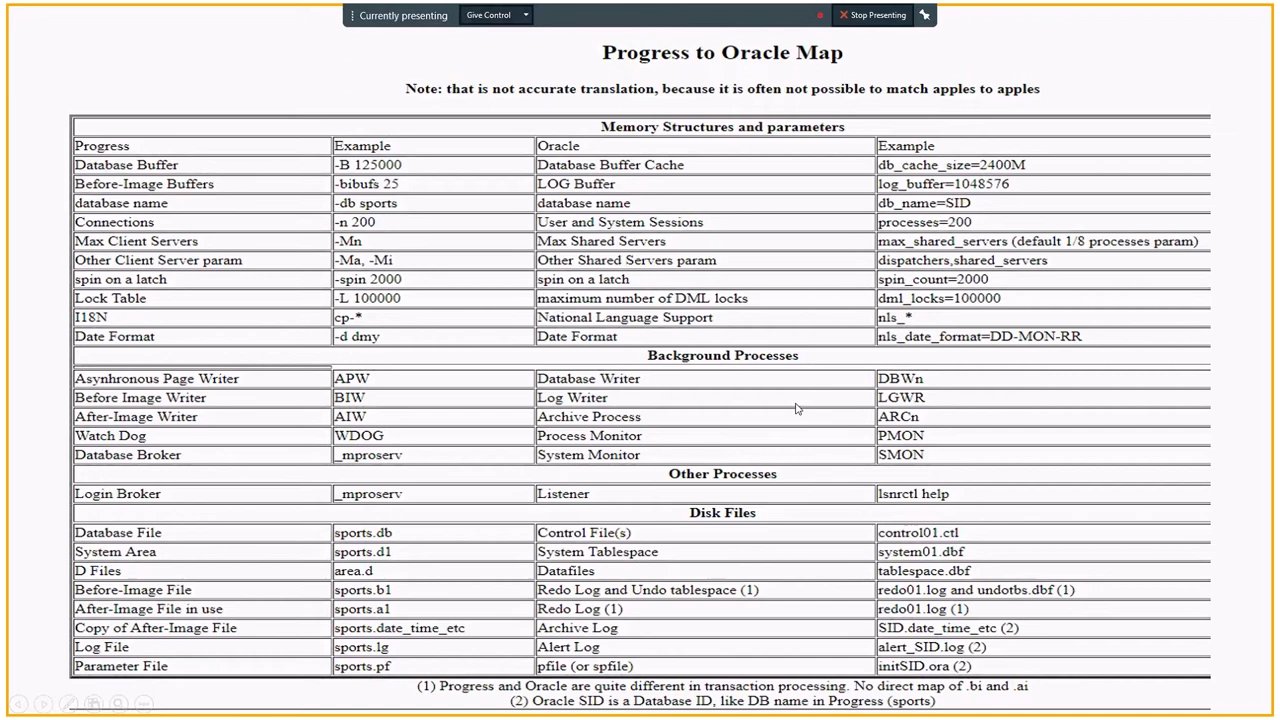 Currently presenting Give Control Stop Presenting
Progress to Oracle Map
Note: that is not accurate translation, because it is often not possible to match apples to apples
Memory Structures and parameters
Progress Example Oracle Example
Database Buffer -B 125000 Database Buffer Cache db_cache_size=2400M
Before-Image Buffers -bibufs 25 LOG Buffer log_buffer=1048576
database name -db sports database name db_name=SID
Connections -n 200 User and System Sessions processes=200
Max Client Servers -Mn Max Shared Servers max_shared_servers (default 1/8 processes param)
Other Client Server param -Ma, -Mi Other Shared Servers param dispatchers,shared_servers
spin on a latch -spin 2000 spin on a latch spin_count=2000
Lock Table -L 100000 maximum number of DML locks dml_locks=100000
I18N cp-* National Language Support nls_*
Date Format -d dmy Date Format nls_date_format=DD-MON-RR
Background Processes
Asynhronous Page Writer APW Database Writer DBWn
Before Image Writer BIW Log Writer LGWR
After-Image Writer AIW Archive Process ARCn
Watch Dog WDOG Process Monitor PMON
Database Broker _mproserv System Monitor SMON
Other Processes
Login Broker _mproserv Listener lsnrctl help
Disk Files
Database File sports.db Control File(s) control01.ctl
System Area sports.d1 System Tablespace system01.dbf
D Files area.d Datafiles tablespace.dbf
Before-Image File sports.b1 Redo Log and Undo tablespace (1) redo01.log and undotbs.dbf (1)
After-Image File in use sports.a1 Redo Log (1) redo01.log (1)
Copy of After-Image File sports.date_time_etc Archive Log SID.date_time_etc (2)
Log File sports.lg Alert Log alert_SID.log (2)
Parameter File sports.pf pfile (or spfile) initSID.ora (2)
(1) Progress and Oracle are quite different in transaction processing. No direct map of .bi and .ai
(2) Oracle SID is a Database ID, like DB name in Progress (sports)